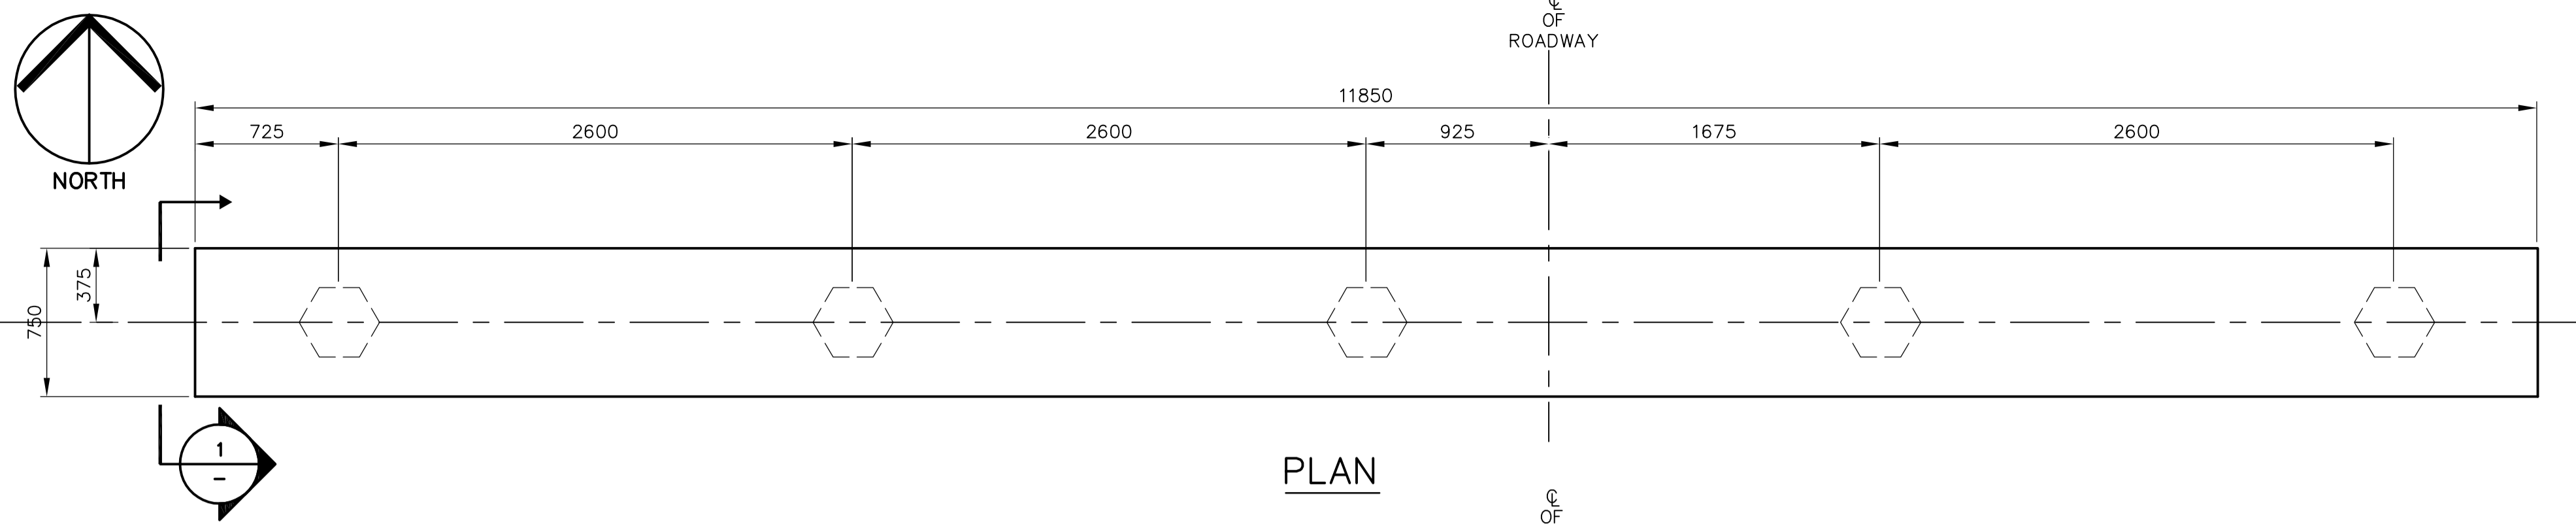 ℄
OF
ROADWAY
11850
725 2600 2600 925 1675 2600
NORTH
375
750
1
-
PLAN
℄
OF